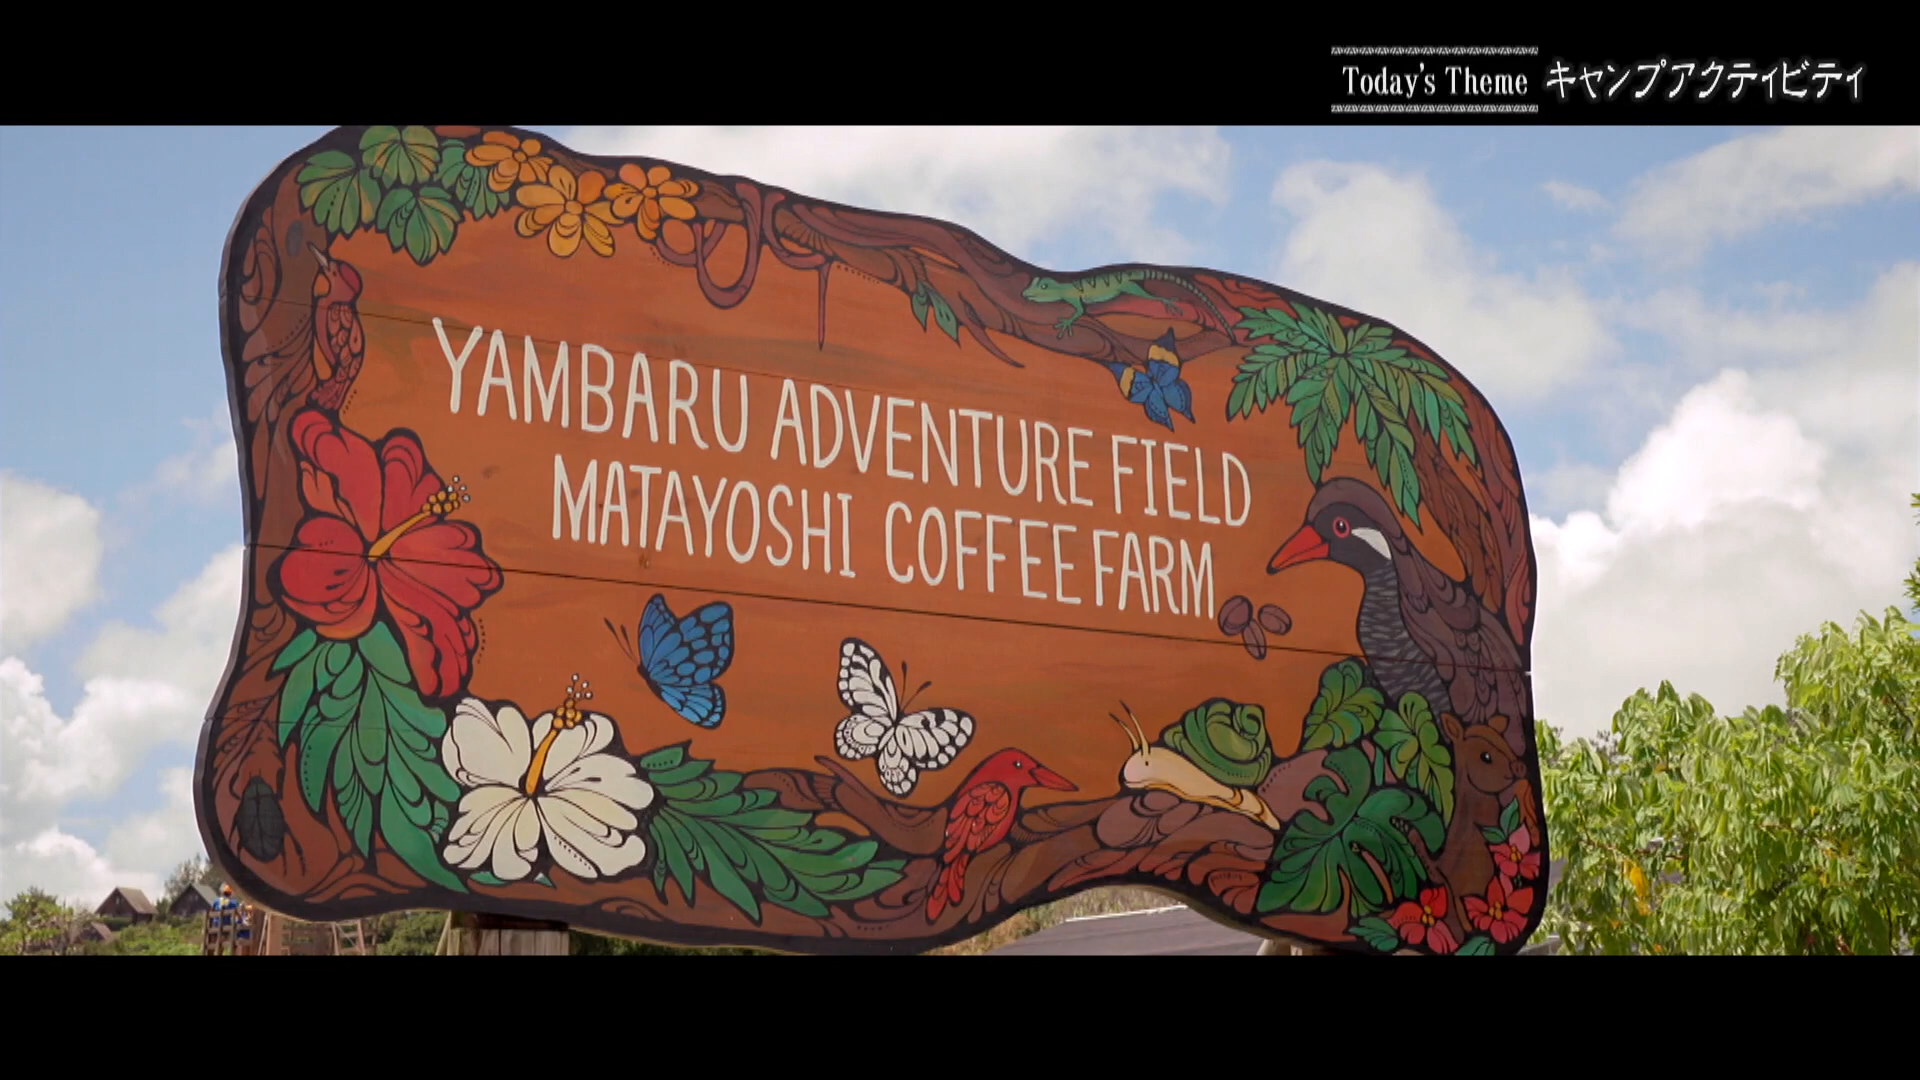 Today's Theme キャンプアクティビティ
YAMBARU ADVENTURE FIELD
MATAYOSHI COFFEE FARM